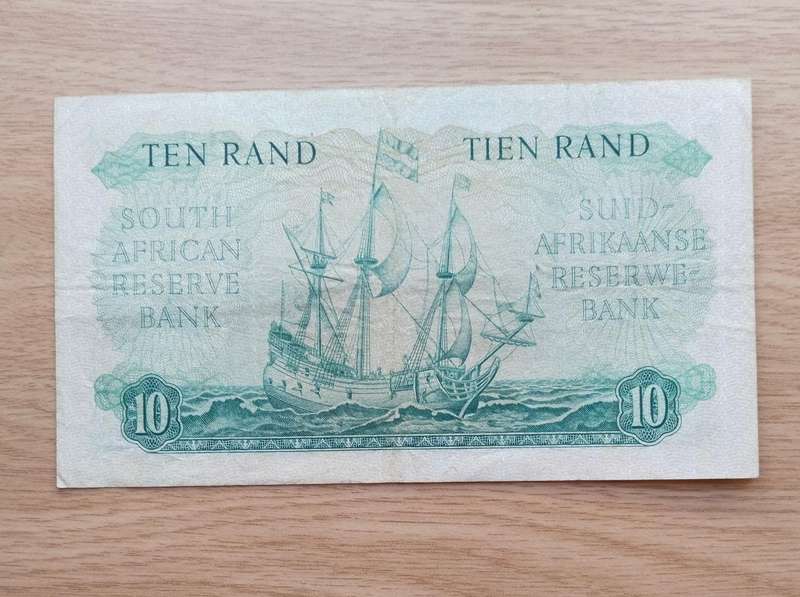 TEN RAND
TIEN RAND
SOUTH
AFRICAN
RESERVE
BANK
SUID-
AFRIKAANSE
RESERWE-
BANK
10
10